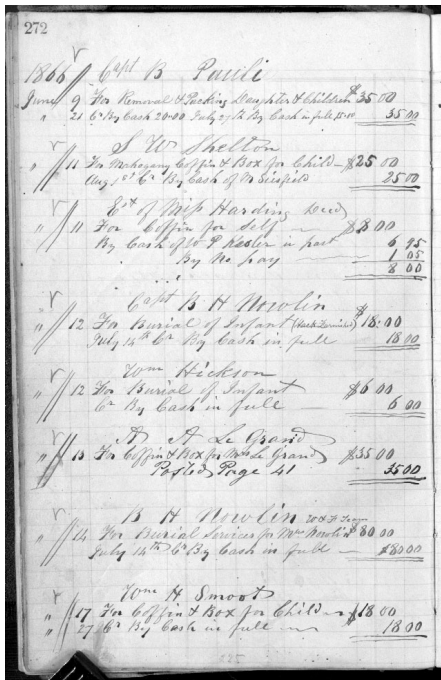 272
1866 Capt B Pauli
June 9 For Removal & Packing Daughter & Children $35 00
" 21 Cr By Cash 20.00 July 27th By Cash in full 15.00 35 00
S W Shelton
" 11 For Mahogany Coffin & Box for Child $25 00
Aug 1st Cr By Cash of M 25 00
Est of Miss Harding Decd
" 11 For Coffin for Self $8 00
By Cash of W P Kesler in part 6 95
By No pay 1 05
8 00
Capt B H Nowlin
" 12 For Burial of Infant (Hack Furnished) $18.00
July 14th Cr By Cash in full 18 00
Wm Hickson
" 12 For Burial of Infant $6 00
Cr By Cash in full 6 00
A Le Grand
" 13 For Coffin & Box for Mrs Le Grand $35 00
Posted Page 41 35 00
B H Nowlin
" 14 For Burial Services for Mrs Nowlin $80 00
July 14th Cr By Cash in full $80 00
Wm H Smoot
" 17 For Coffin & Box for Child $18 00
" 27 Cr By Cash in full 18 00